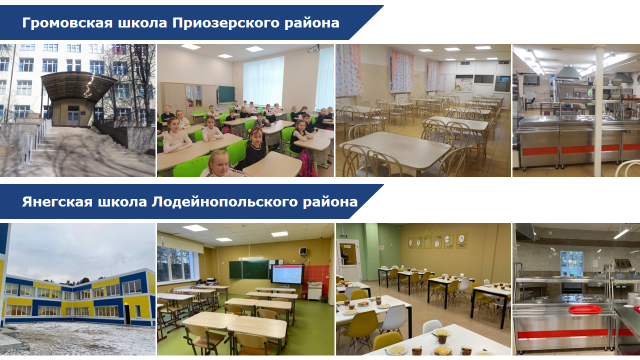 Громовская школа Приозерского района
Янегская школа Лодейнопольского района